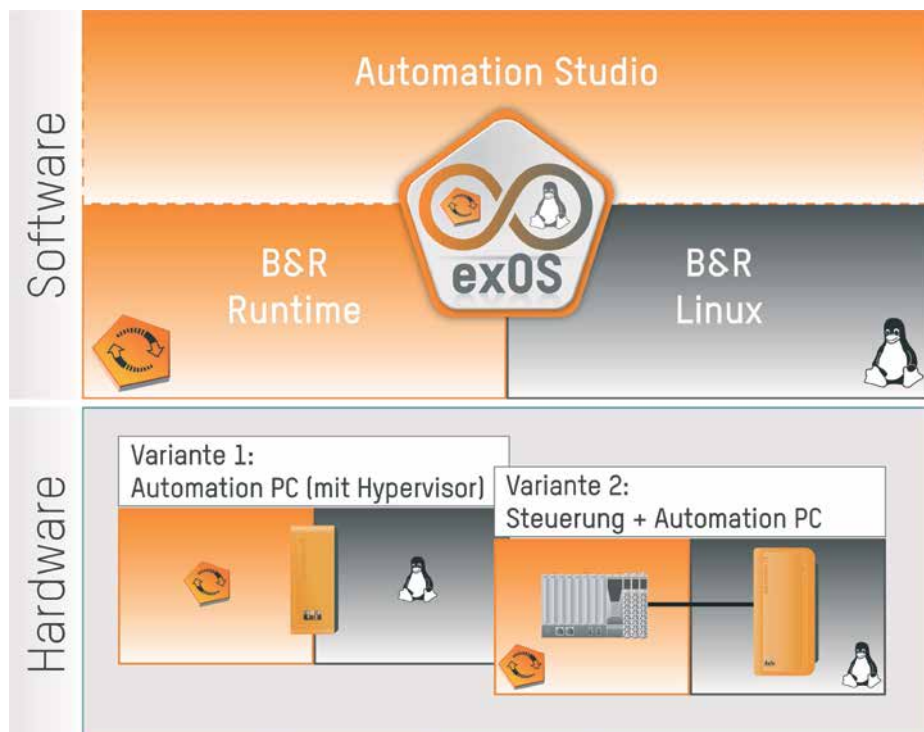 Software
Automation Studio
exOS
B&R
Runtime
B&R
Linux
Hardware
Variante 1:
Automation PC (mit Hypervisor)
Variante 2:
Steuerung + Automation PC